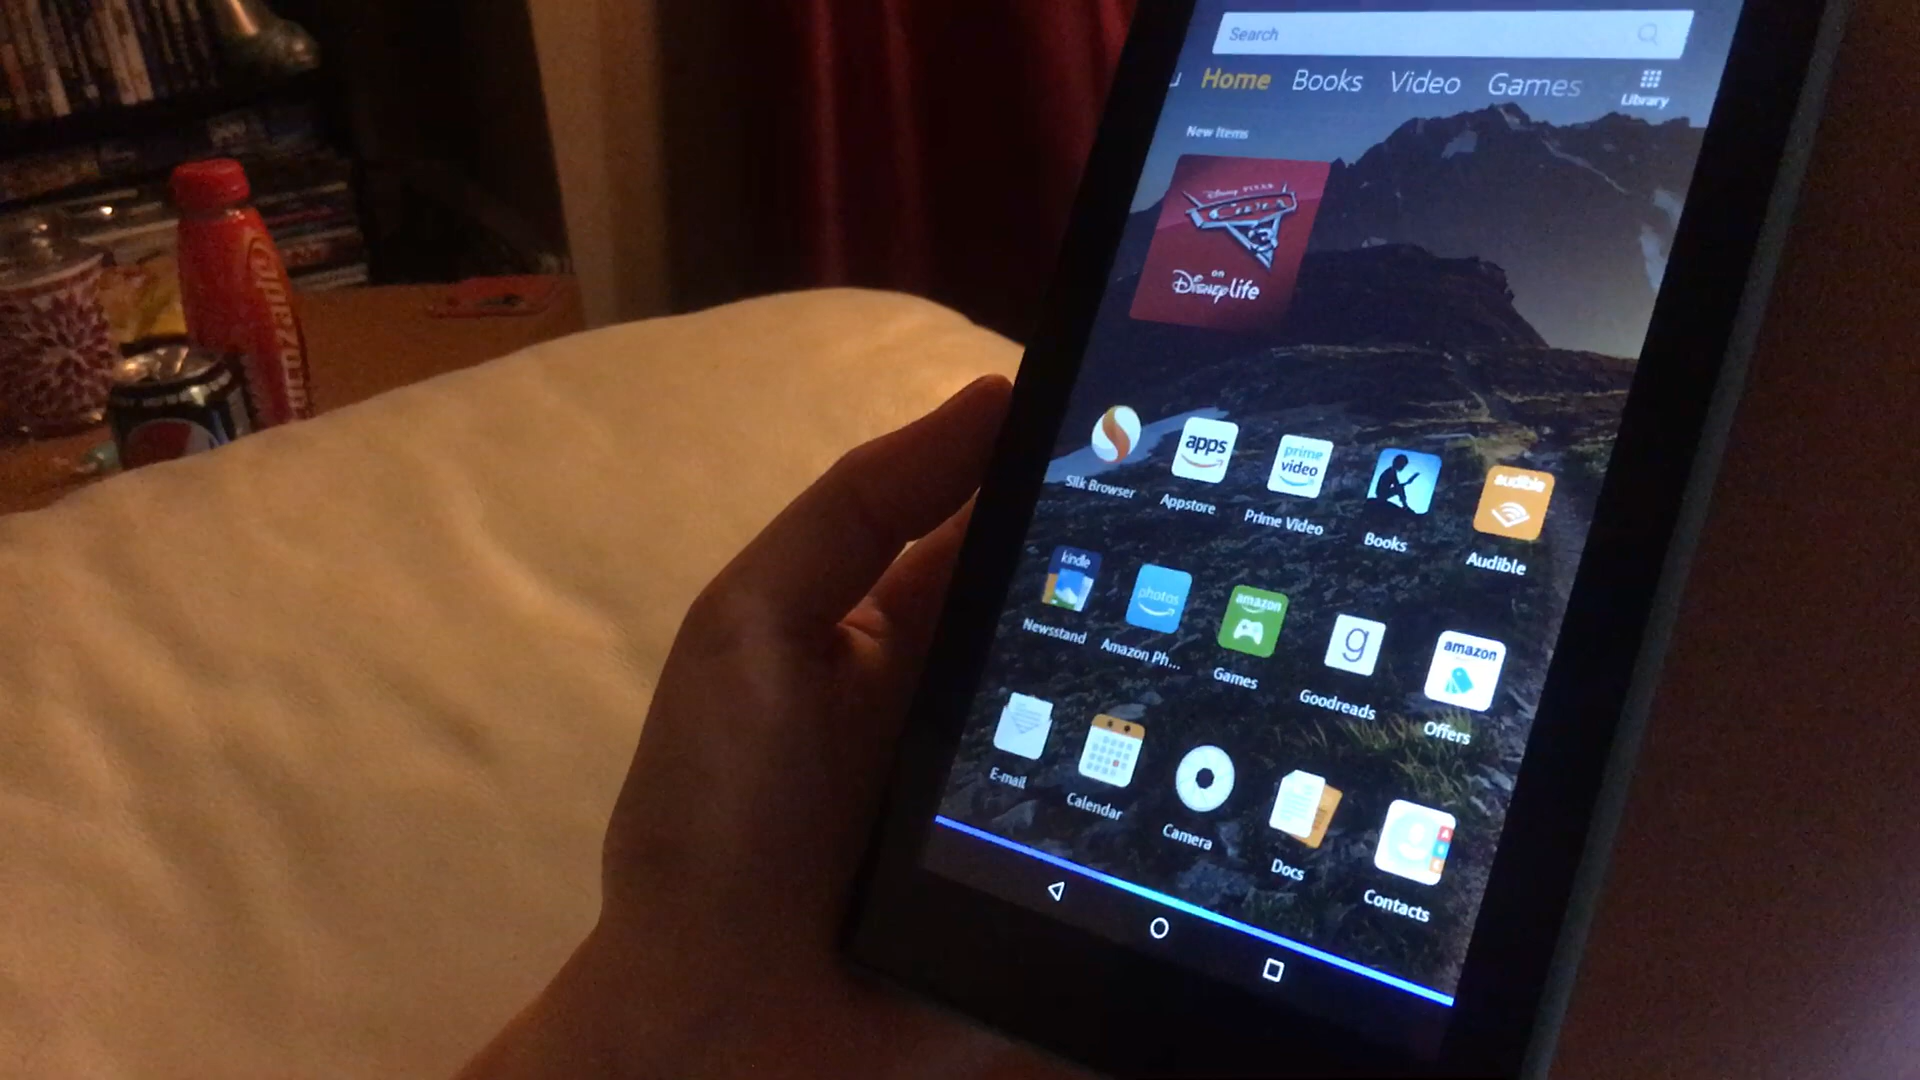 Search
Home Books Video Games Library
New Items
Disney PIXAR
Cars
3
on
Disney life
apps
prime video
audible
Silk Browser Appstore Prime Video Books Audible
kindle
photos
amazon
g
amazon
Newsstand Amazon Ph... Games Goodreads Offers
E-mail Calendar Camera Docs Contacts
Lucozade